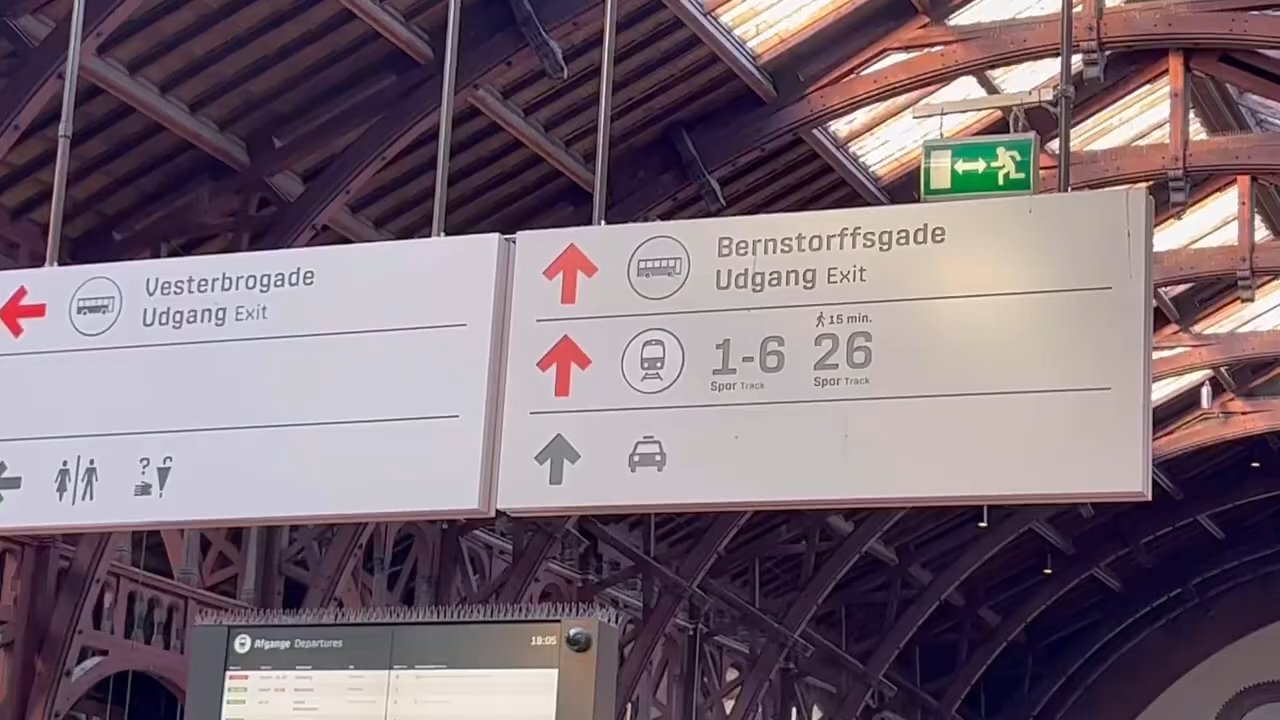 Vesterbrogade
Udgang Exit
Bernstorffsgade
Udgang Exit
15 min.
1-6 26
Spor Track Spor Track
?
Afgange Departures 18:05